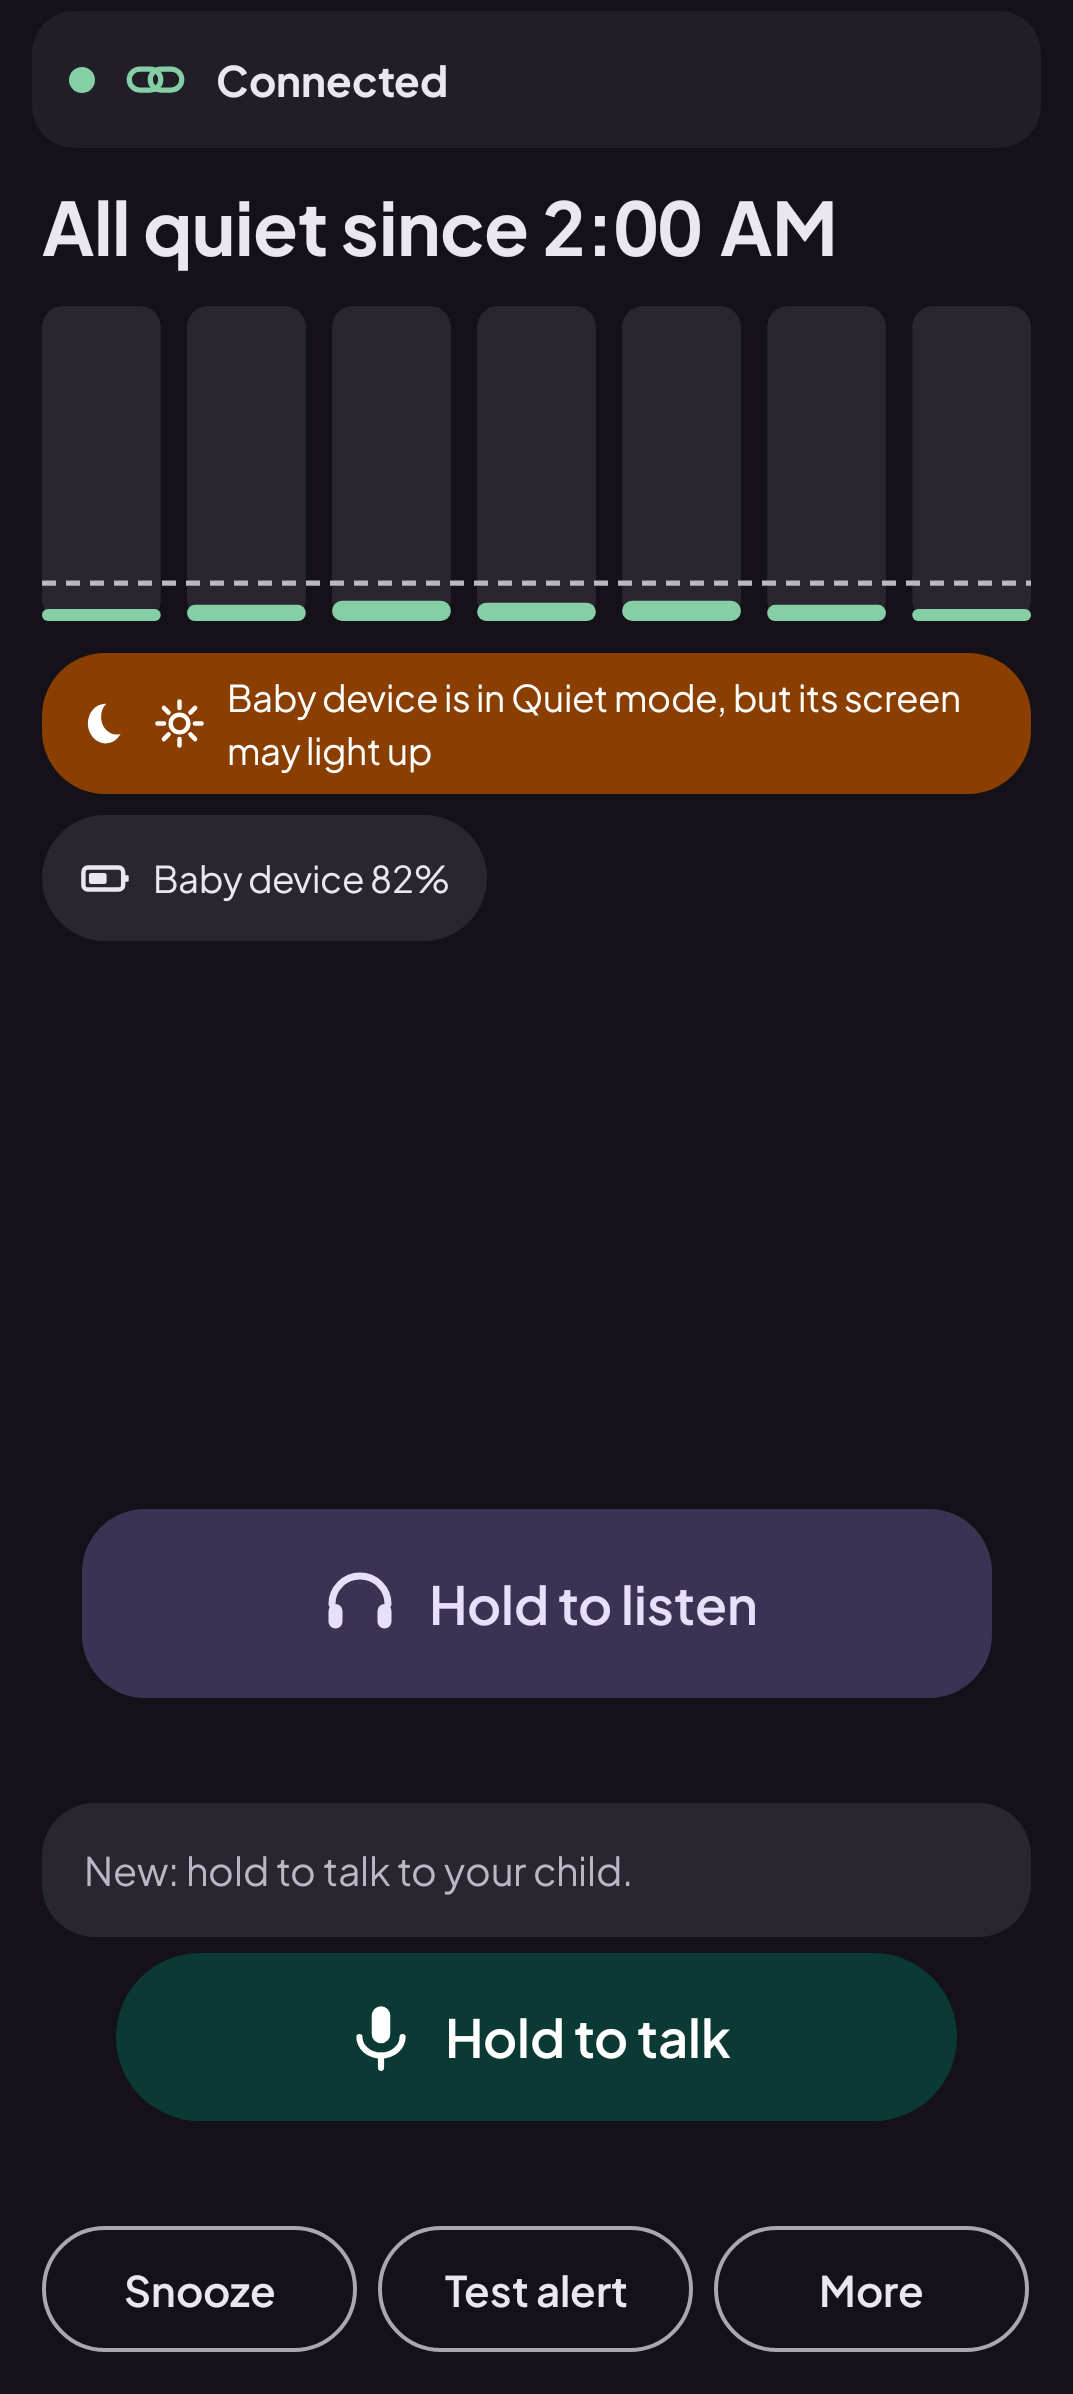 Connected
All quiet since 2:00 AM
Baby device is in Quiet mode, but its screen
may light up
Baby device 82%
Hold to listen
New: hold to talk to your child.
Hold to talk
Snooze
Test alert
More